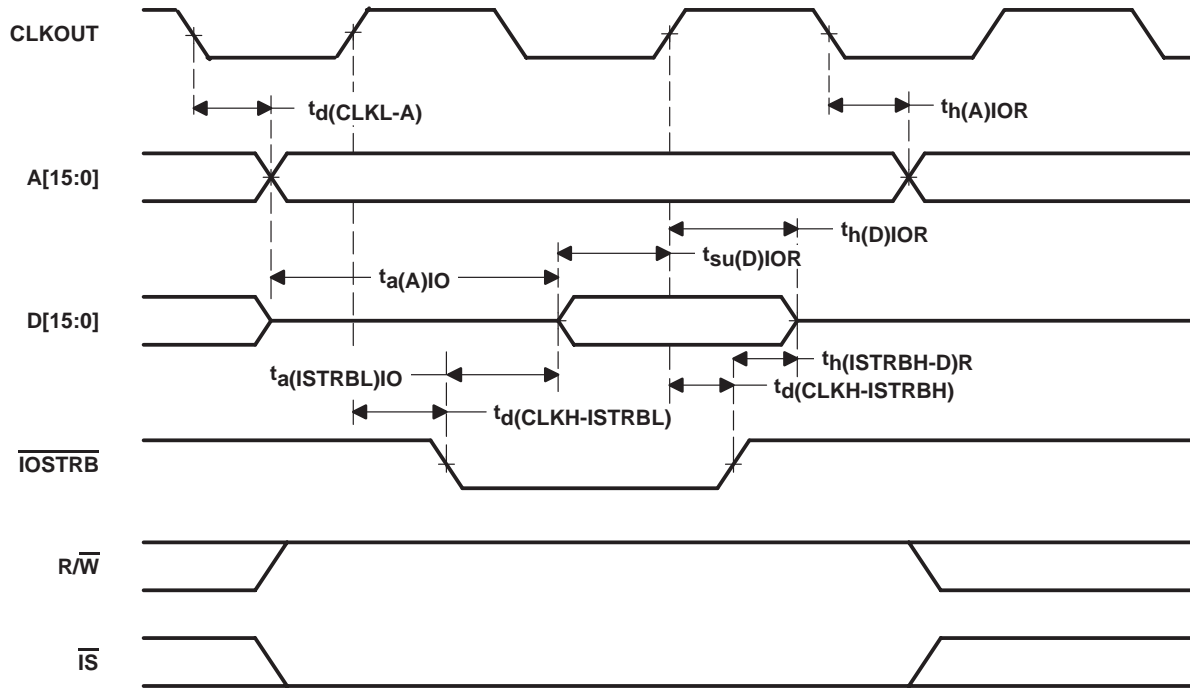 CLKOUT
td(CLKL-A)
th(A)IOR
A[15:0]
th(D)IOR
tsu(D)IOR
ta(A)IO
D[15:0]
th(ISTRBH-D)R
ta(ISTRBL)IO
td(CLKH-ISTRBH)
td(CLKH-ISTRBL)
IOSTRB
R/W
IS